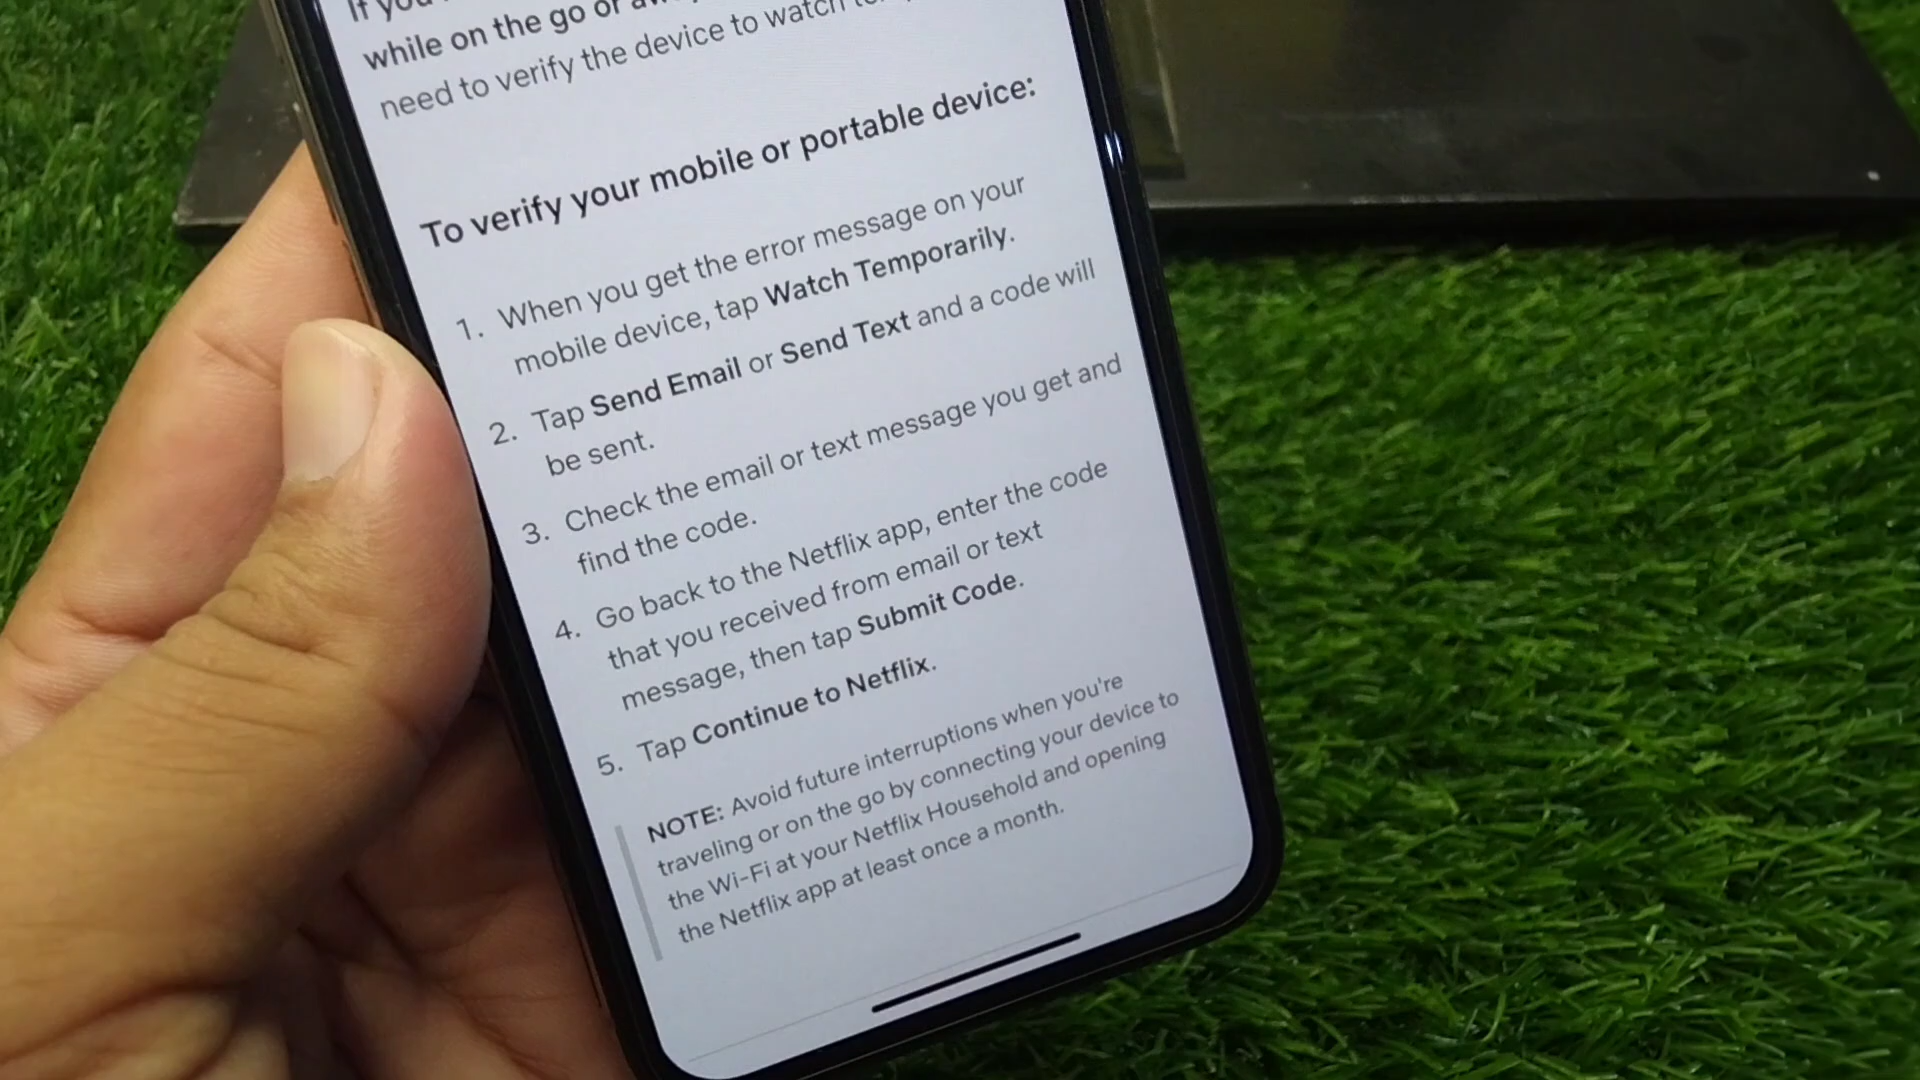 If you
while on the go or
need to verify the device to watch
To verify your mobile or portable device:
1. When you get the error message on your
mobile device, tap Watch Temporarily.
2. Tap Send Email or Send Text and a code will
be sent.
3. Check the email or text message you get and
find the code.
4. Go back to the Netflix app, enter the code
that you received from email or text
message, then tap Submit Code.
5. Tap Continue to Netflix.
NOTE: Avoid future interruptions when you're
traveling or on the go by connecting your device to
the Wi-Fi at your Netflix Household and opening
the Netflix app at least once a month.